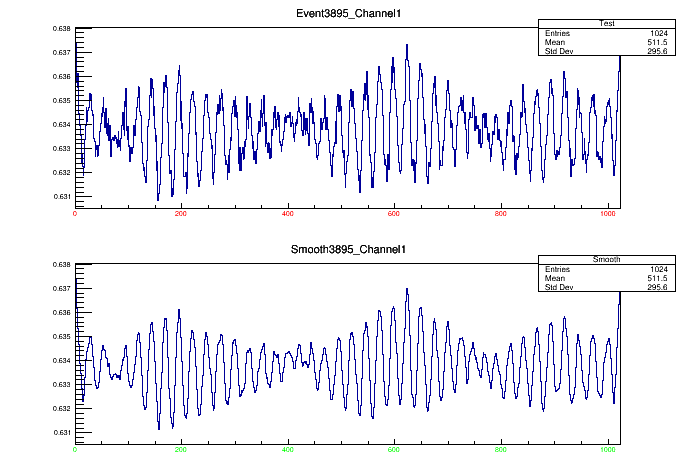 Event3895_Channel1
Test
Entries 1024
Mean 511.5
Std Dev 295.6
0.638
0.637
0.636
0.635
0.634
0.633
0.632
0.631
0 200 400 600 800 1000
Smooth3895_Channel1
Smooth
Entries 1024
Mean 511.5
Std Dev 295.6
0.638
0.637
0.636
0.635
0.634
0.633
0.632
0.631
0 200 400 600 800 1000